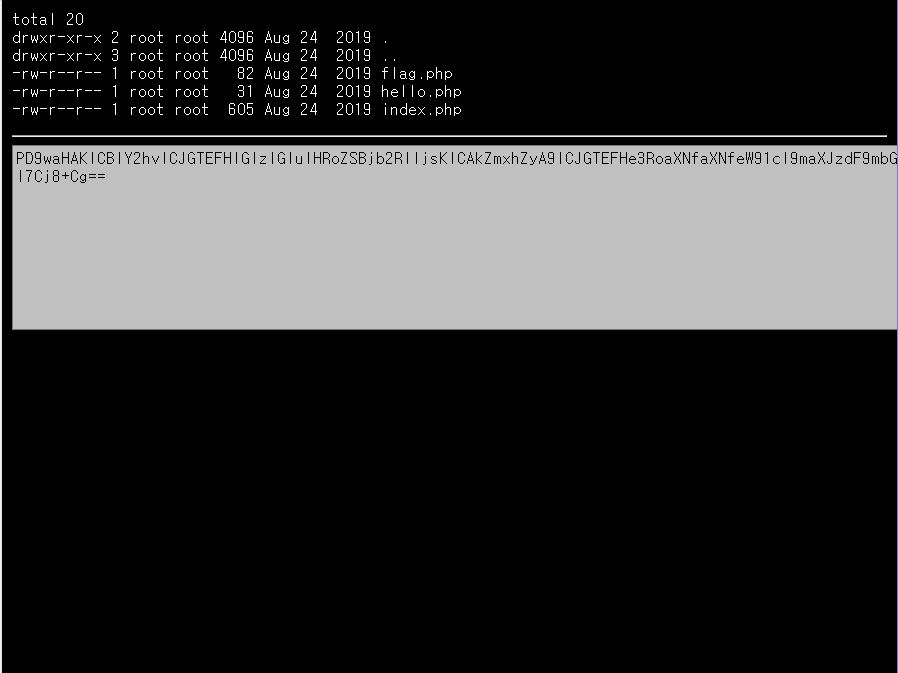 total 20
drwxr-xr-x 2 root root 4096 Aug 24 2019 .
drwxr-xr-x 3 root root 4096 Aug 24 2019 ..
-rw-r--r-- 1 root root 82 Aug 24 2019 flag.php
-rw-r--r-- 1 root root 31 Aug 24 2019 hello.php
-rw-r--r-- 1 root root 605 Aug 24 2019 index.php
PD9waHAKICBlY2hvICJGTEFHIGlzIGluIHRoZSBjb2RlIjsKICAkZmxhZyA9ICJGTEFHe3RoaXNfaXNfeW91cl9maXJzdF9mbG
I7Cj8+Cg==